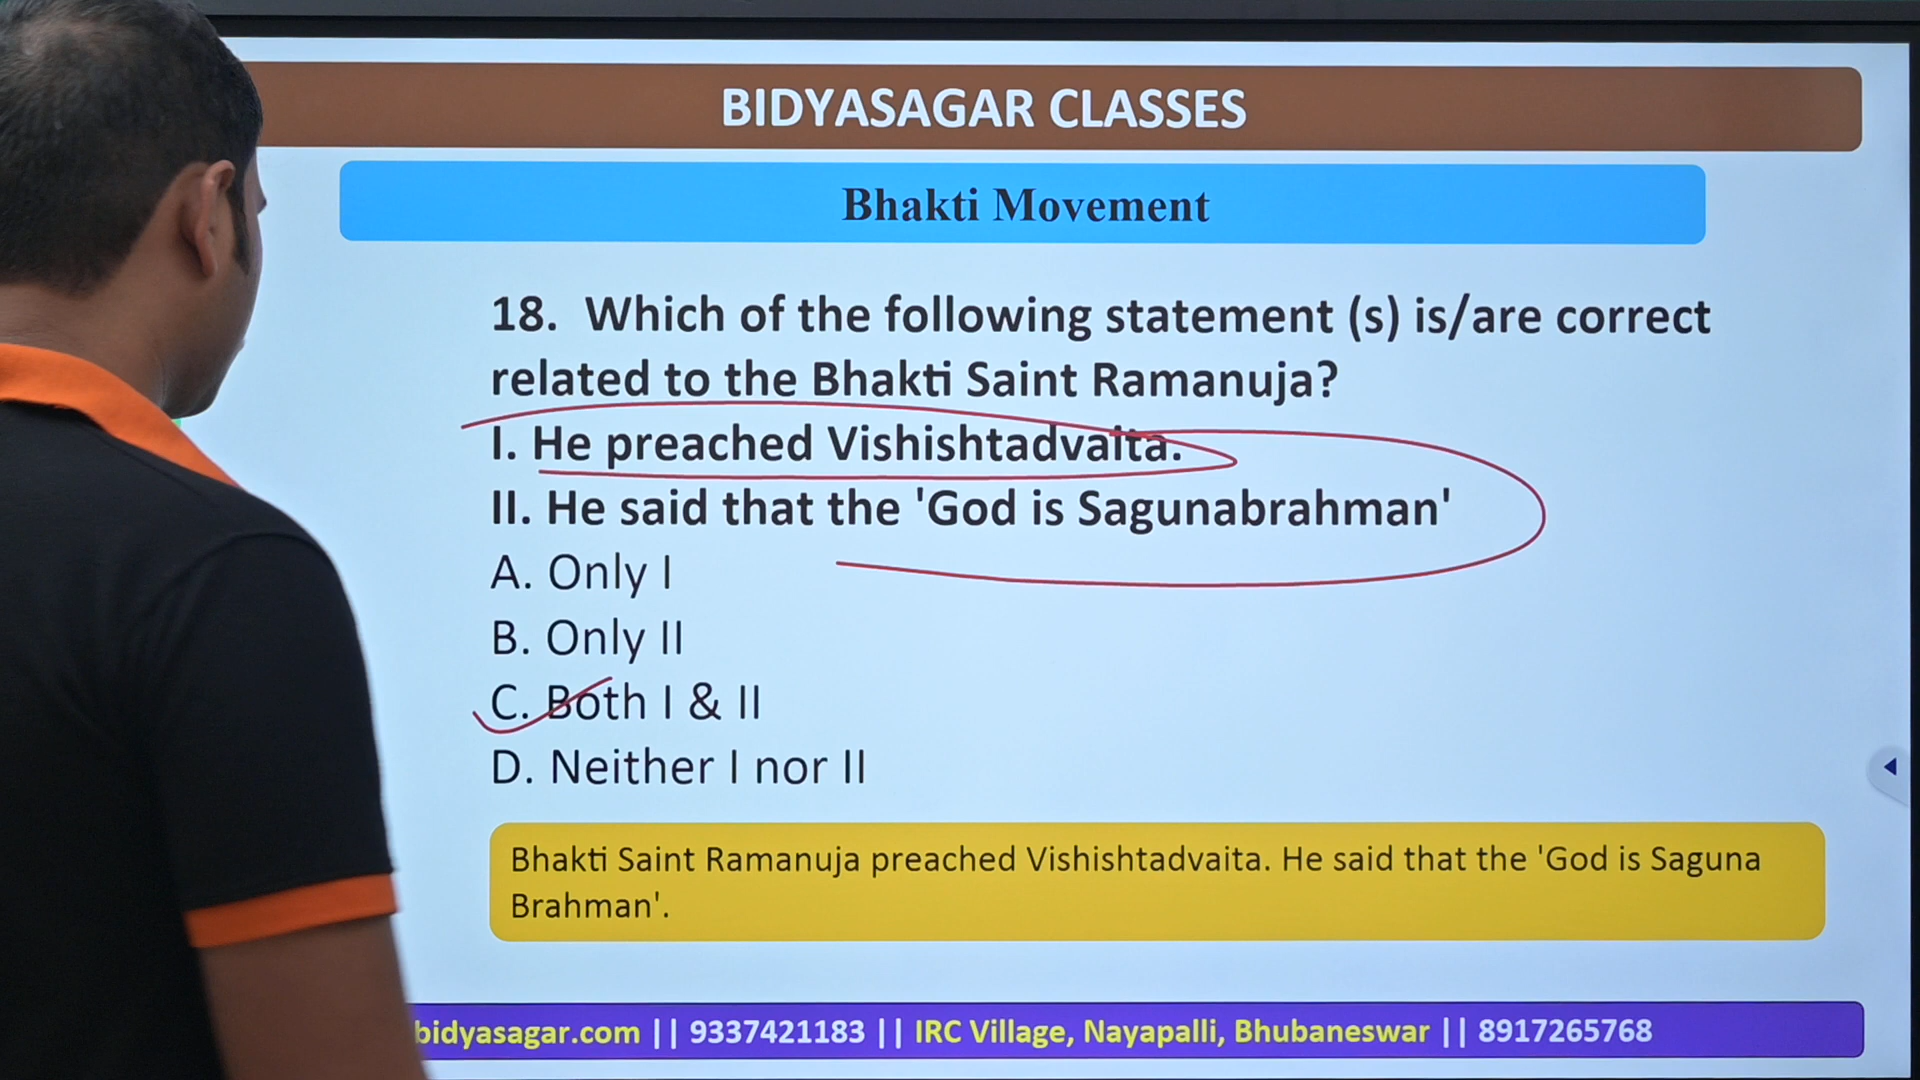 BIDYASAGAR CLASSES
Bhakti Movement
18. Which of the following statement (s) is/are correct
related to the Bhakti Saint Ramanuja?
I. He preached Vishishtadvaita.
II. He said that the 'God is Sagunabrahman'
A. Only I
B. Only II
C. Both I & II
D. Neither I nor II
Bhakti Saint Ramanuja preached Vishishtadvaita. He said that the 'God is Saguna
Brahman'.
bidyasagar.com || 9337421183 || IRC Village, Nayapalli, Bhubaneswar || 8917265768